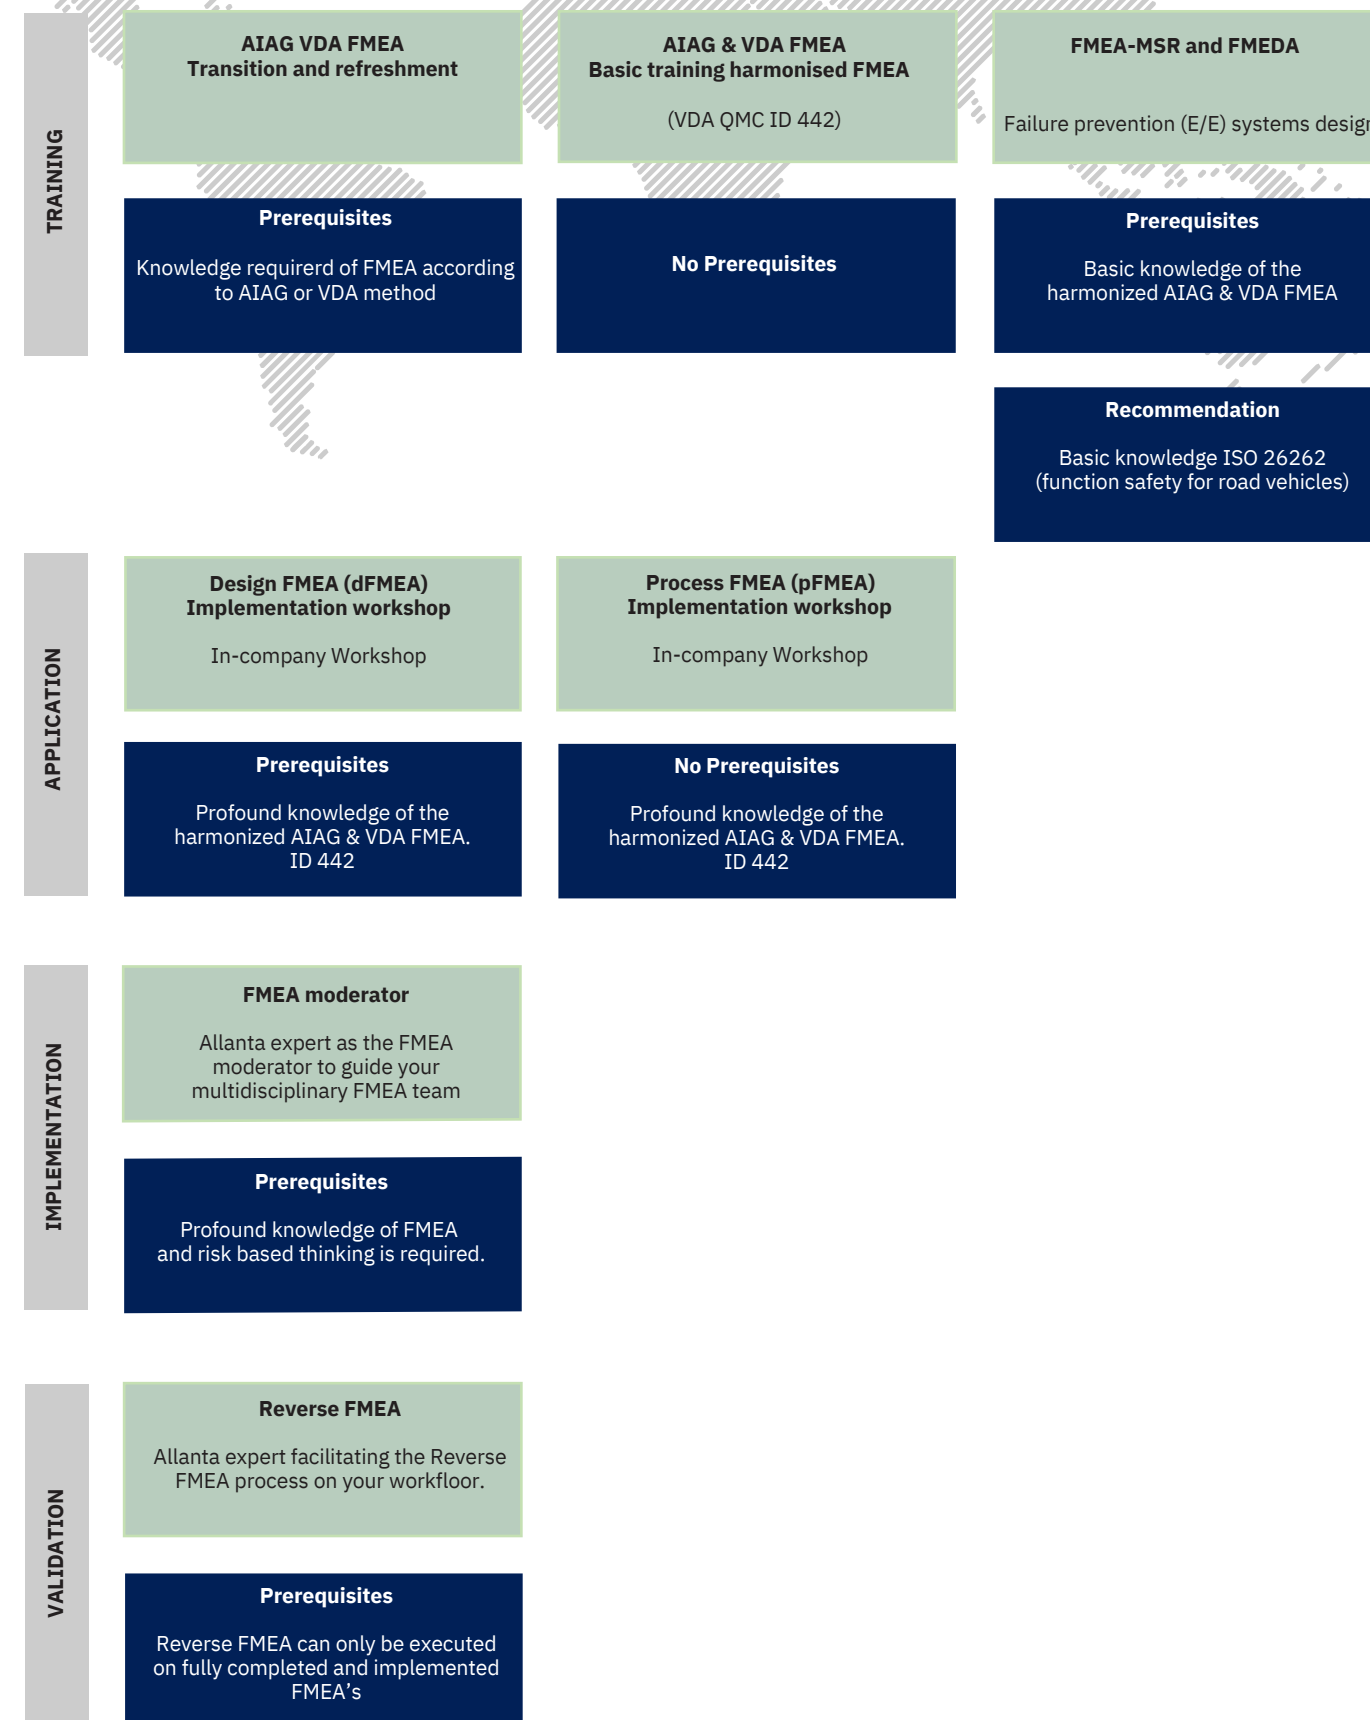 TRAINING
AIAG VDA FMEA
Transition and refreshment
Prerequisites
Knowledge requirerd of FMEA according
to AIAG or VDA method
AIAG & VDA FMEA
Basic training harmonised FMEA
(VDA QMC ID 442)
No Prerequisites
FMEA-MSR and FMEDA
Failure prevention (E/E) systems design
Prerequisites
Basic knowledge of the
harmonized AIAG & VDA FMEA
Recommendation
Basic knowledge ISO 26262
(function safety for road vehicles)
APPLICATION
Design FMEA (dFMEA)
Implementation workshop
In-company Workshop
Prerequisites
Profound knowledge of the
harmonized AIAG & VDA FMEA.
ID 442
Process FMEA (pFMEA)
Implementation workshop
In-company Workshop
No Prerequisites
Profound knowledge of the
harmonized AIAG & VDA FMEA.
ID 442
IMPLEMENTATION
FMEA moderator
Allanta expert as the FMEA
moderator to guide your
multidisciplinary FMEA team
Prerequisites
Profound knowledge of FMEA
and risk based thinking is required.
VALIDATION
Reverse FMEA
Allanta expert facilitating the Reverse
FMEA process on your workfloor.
Prerequisites
Reverse FMEA can only be executed
on fully completed and implemented
FMEA’s